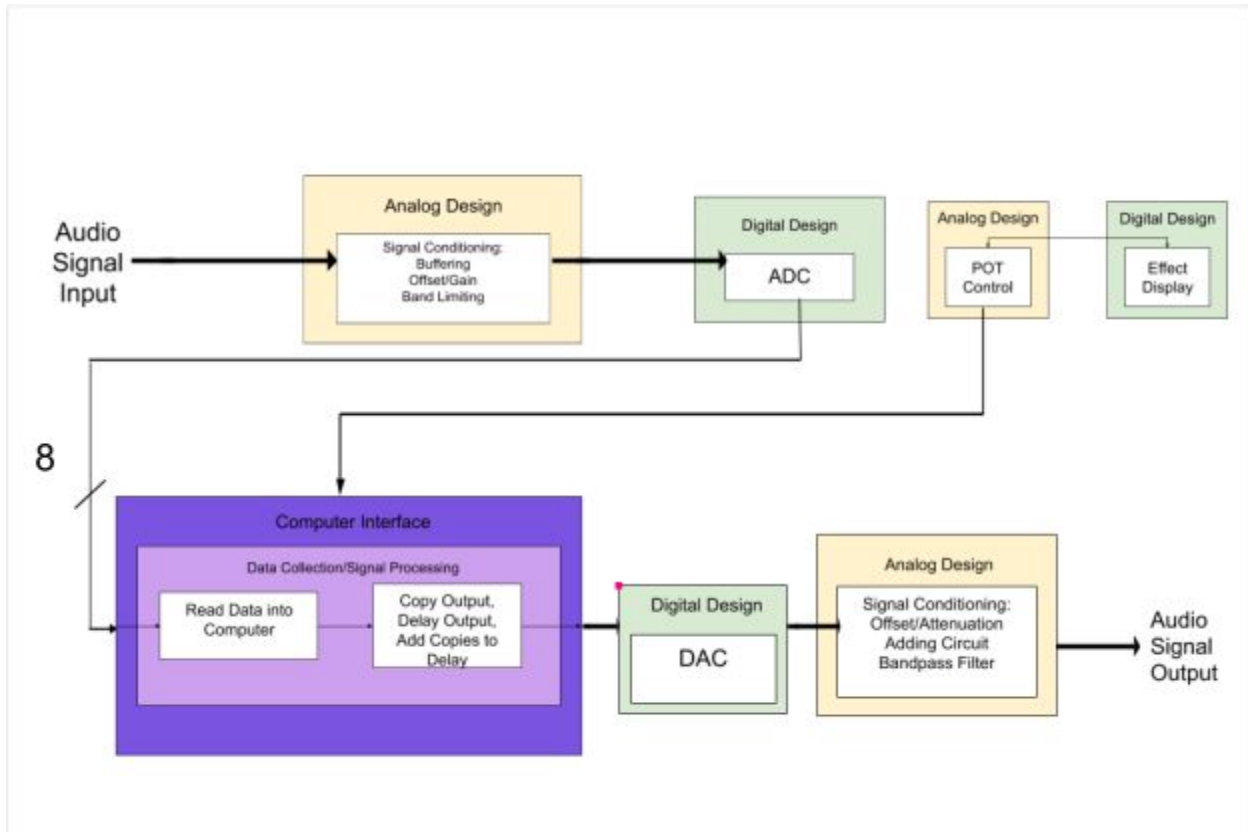 Analog Design
Audio
Signal
Input
Signal Conditioning:
Buffering
Offset/Gain
Band Limiting
Digital Design
ADC
Analog Design
POT
Control
Digital Design
Effect
Display
8
Computer Interface
Data Collection/Signal Processing
Read Data into
Computer
Copy Output,
Delay Output,
Add Copies to
Delay
Digital Design
DAC
Analog Design
Signal Conditioning:
Offset/Attenuation
Adding Circuit
Bandpass Filter
Audio
Signal
Output